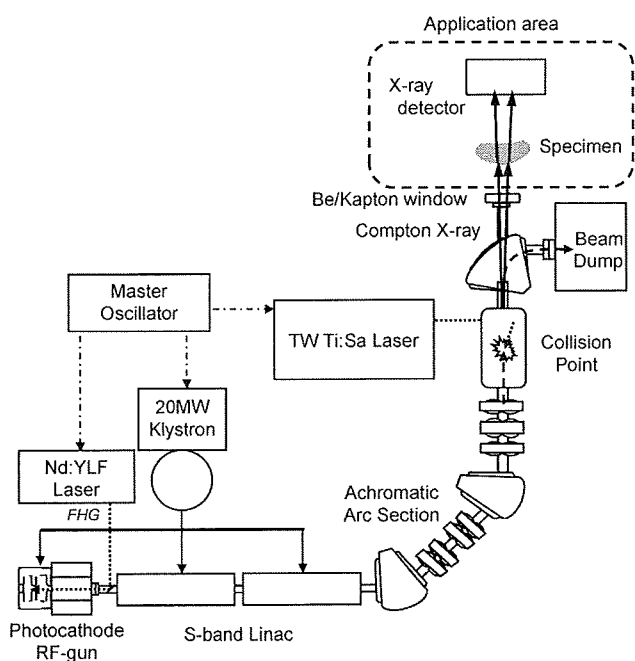 Application area
X-ray
detector
Specimen
Be/Kapton window
Compton X-ray
Beam
Dump
Master
Oscillator
TW Ti:Sa Laser
Collision
Point
20MW
Klystron
Nd:YLF
Laser
FHG
Achromatic
Arc Section
Photocathode
RF-gun
S-band Linac